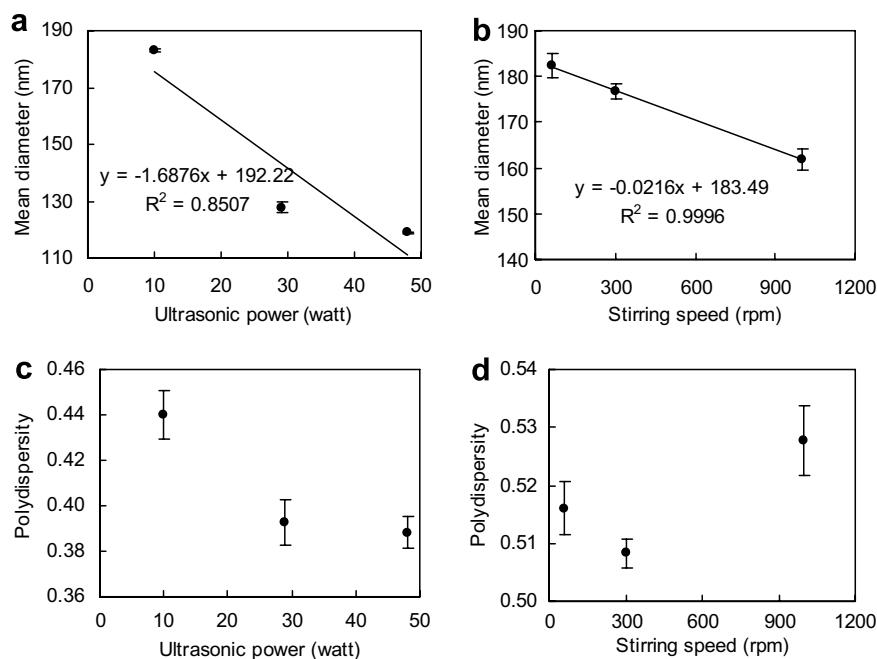 a
190
170
150
130
110
Mean diameter (nm)
y = -1.6876x + 192.22
R² = 0.8507
0 10 20 30 40 50
Ultrasonic power (watt)
b
190
180
170
160
150
140
Mean diameter (nm)
y = -0.0216x + 183.49
R² = 0.9996
0 300 600 900 1200
Stirring speed (rpm)
c
0.46
0.44
0.42
0.40
0.38
0.36
Polydispersity
0 10 20 30 40 50
Ultrasonic power (watt)
d
0.54
0.53
0.52
0.51
0.50
Polydispersity
0 300 600 900 1200
Stirring speed (rpm)